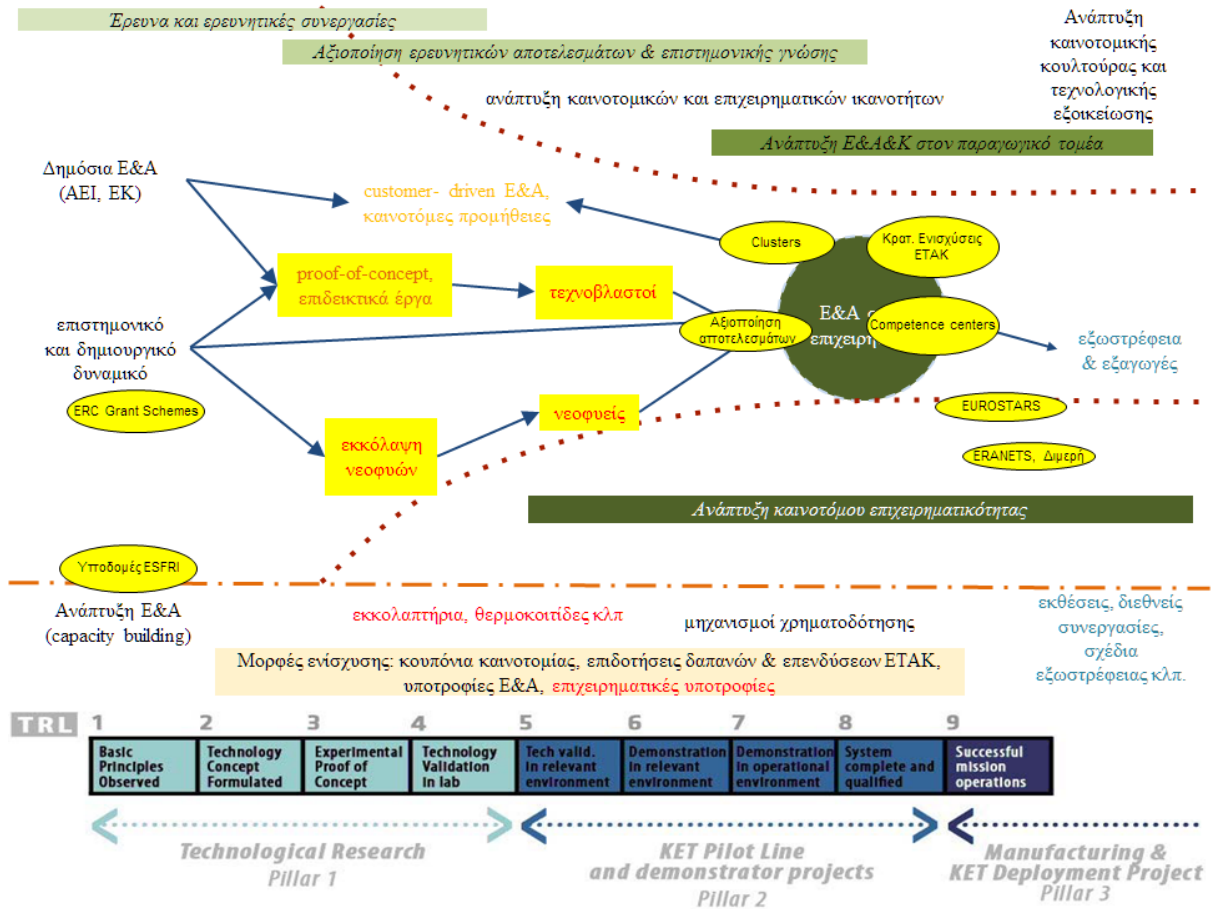 Έρευνα και ερευνητικές συνεργασίες
Αξιοποίηση ερευνητικών αποτελεσμάτων & επιστημονικής γνώσης
Ανάπτυξη
καινοτομικής
κουλτούρας και
τεχνολογικής
εξοικείωσης
ανάπτυξη καινοτομικών και επιχειρηματικών ικανοτήτων
Ανάπτυξη Ε&Α&Κ στον παραγωγικό τομέα
Δημόσια Ε&Α
(ΑΕΙ, ΕΚ)
customer- driven Ε&Α,
καινοτόμες προμήθειες
Clusters
Κρατ. Ενισχύσεις
ΕΤΑΚ
proof-of-concept,
επιδεικτικά έργα
τεχνοβλαστοί
Ε&Α
επιχειρη
Αξιοποίηση
αποτελεσμάτων
Competence centers
επιστημονικό
και δημιουργικό
δυναμικό
εξωστρέφεια
& εξαγωγές
ERC Grant Schemes
νεοφυείς
EUROSTARS
εκκόλαψη
νεοφυών
ERANETS, Διμερή
Ανάπτυξη καινοτόμου επιχειρηματικότητας
Υποδομές ESFRI
Ανάπτυξη Ε&Α
(capacity building)
εκκολαπτήρια, θερμοκοιτίδες κλπ
μηχανισμοί χρηματοδότησης
εκθέσεις, διεθνείς
συνεργασίες,
σχέδια
εξωστρέφειας κλπ.
Μορφές ενίσχυσης: κουπόνια καινοτομίας, επιδοτήσεις δαπανών & επενδύσεων ΕΤΑΚ,
υποτροφίες Ε&Α, επιχειρηματικές υποτροφίες
TRL 1 2 3 4 5 6 7 8 9
Basic
Principles
Observed
Technology
Concept
Formulated
Experimental
Proof of
Concept
Technology
Validation
in lab
Tech valid.
in relevant
environment
Demonstration
in relevant
environment
Demonstration
in operational
environment
System
complete and
qualified
Successful
mission
operations
Technological Research
Pillar 1
KET Pilot Line
and demonstrator projects
Pillar 2
Manufacturing &
KET Deployment Project
Pillar 3